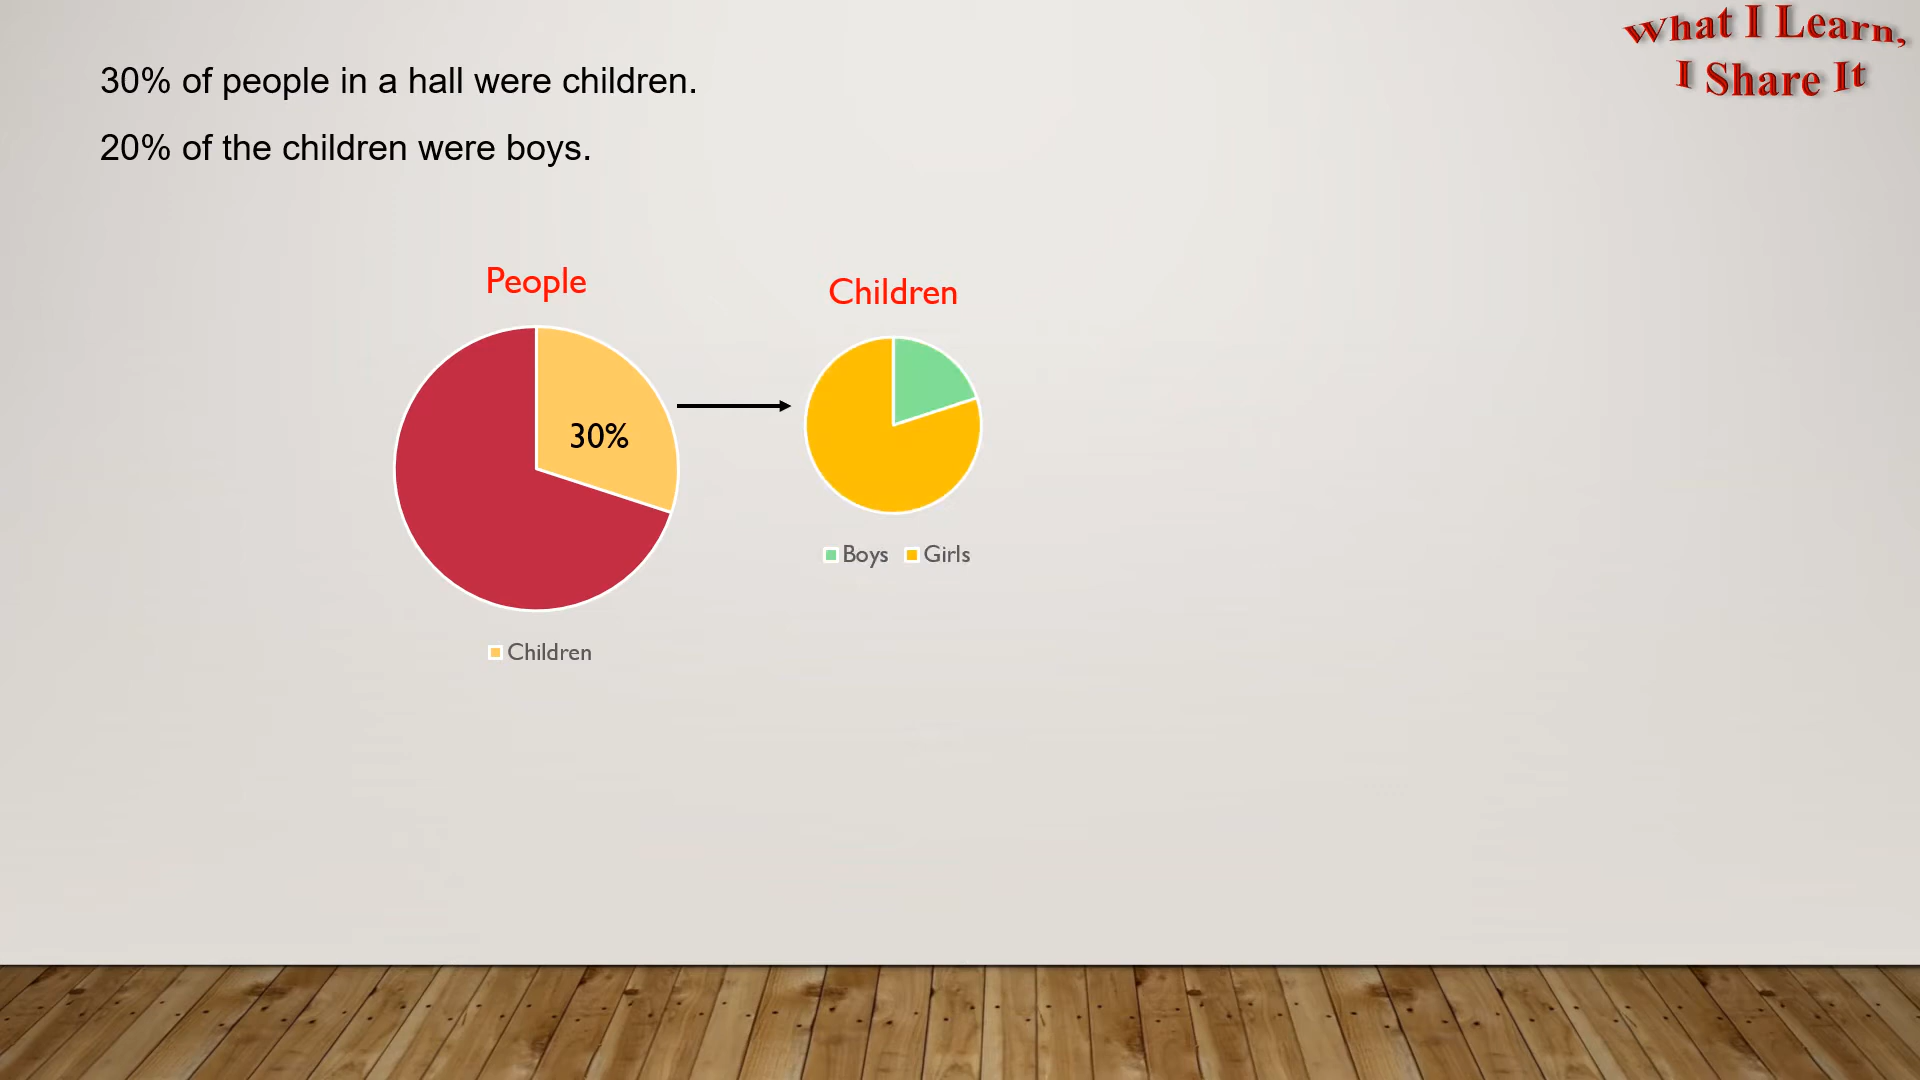 What I Learn,
I Share It
30% of people in a hall were children.
20% of the children were boys.
People
Children
30%
Boys Girls
Children